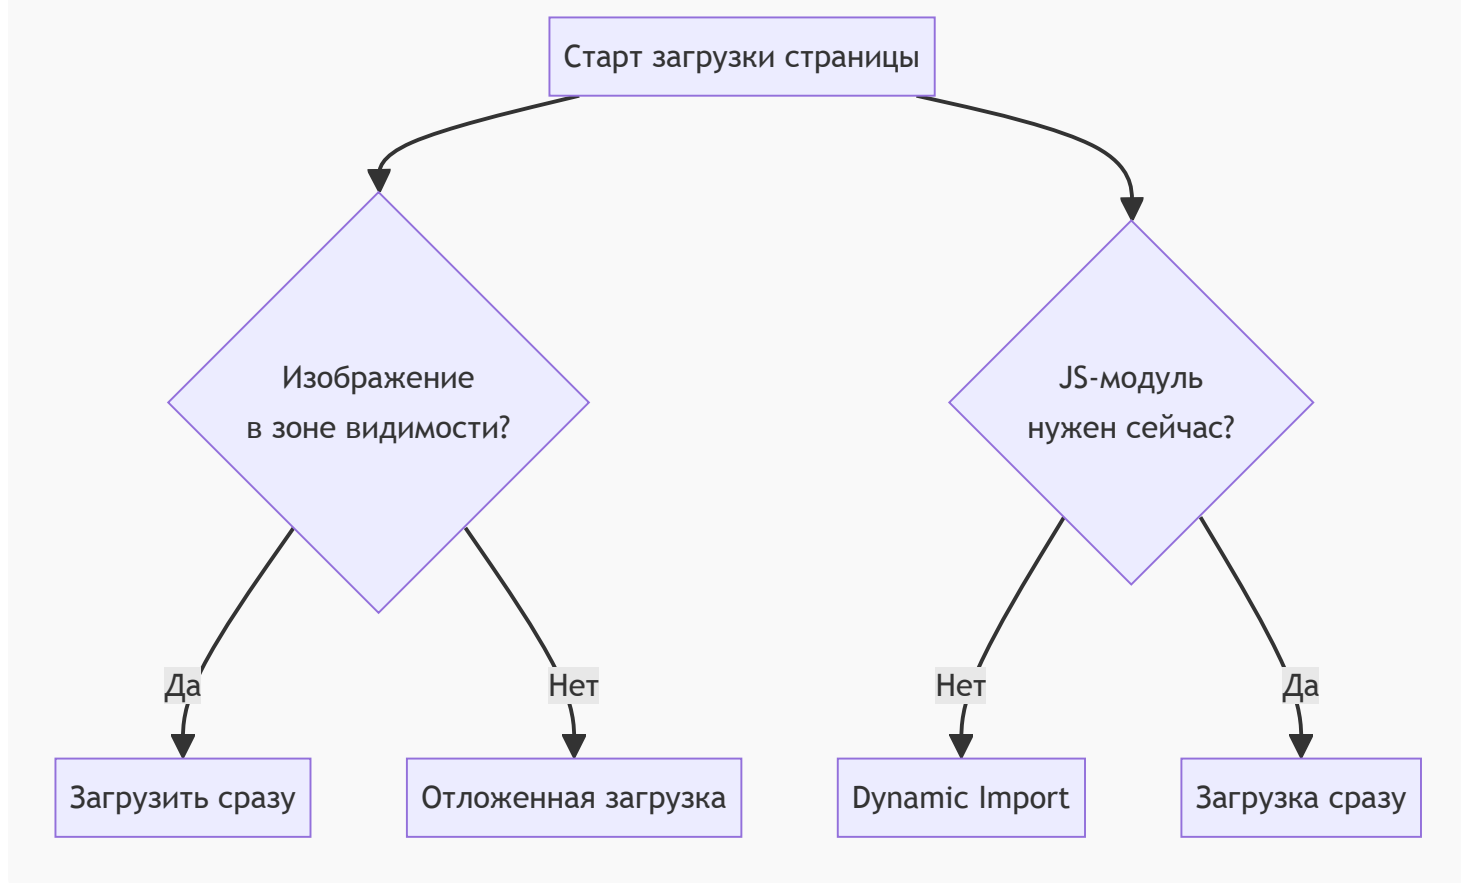 Старт загрузки страницы
Изображение
в зоне видимости?
JS-модуль
нужен сейчас?
Да
Нет
Нет
Да
Загрузить сразу
Отложенная загрузка
Dynamic Import
Загрузка сразу